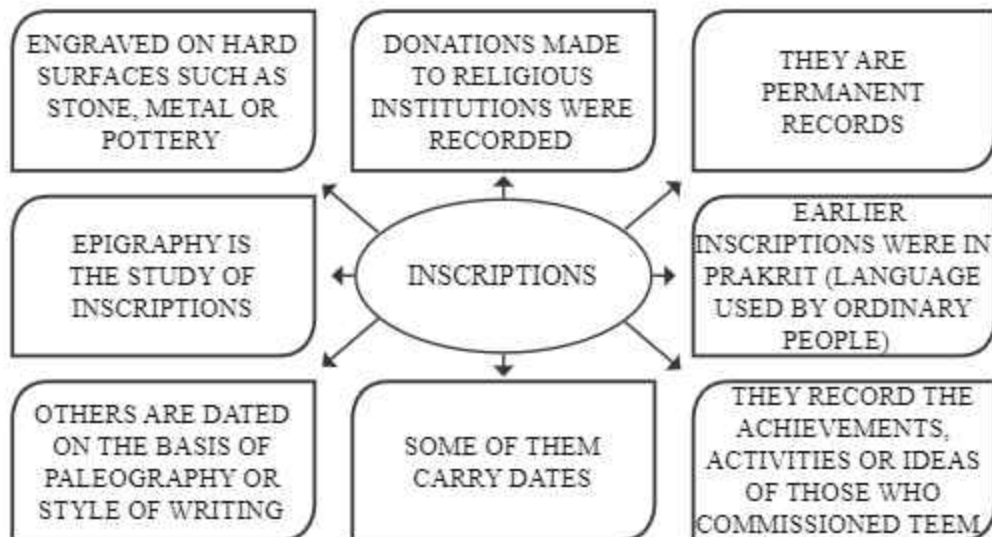 ENGRAVED ON HARD
SURFACES SUCH AS
STONE, METAL OR
POTTERY
DONATIONS MADE
TO RELIGIOUS
INSTITUTIONS WERE
RECORDED
THEY ARE
PERMANENT
RECORDS
EPIGRAPHY IS
THE STUDY OF
INSCRIPTIONS
INSCRIPTIONS
EARLIER
INSCRIPTIONS WERE IN
PRAKRIT (LANGUAGE
USED BY ORDINARY
PEOPLE)
OTHERS ARE DATED
ON THE BASIS OF
PALEOGRAPHY OR
STYLE OF WRITING
SOME OF THEM
CARRY DATES
THEY RECORD THE
ACHIEVEMENTS,
ACTIVITIES OR IDEAS
OF THOSE WHO
COMMISSIONED TEEM